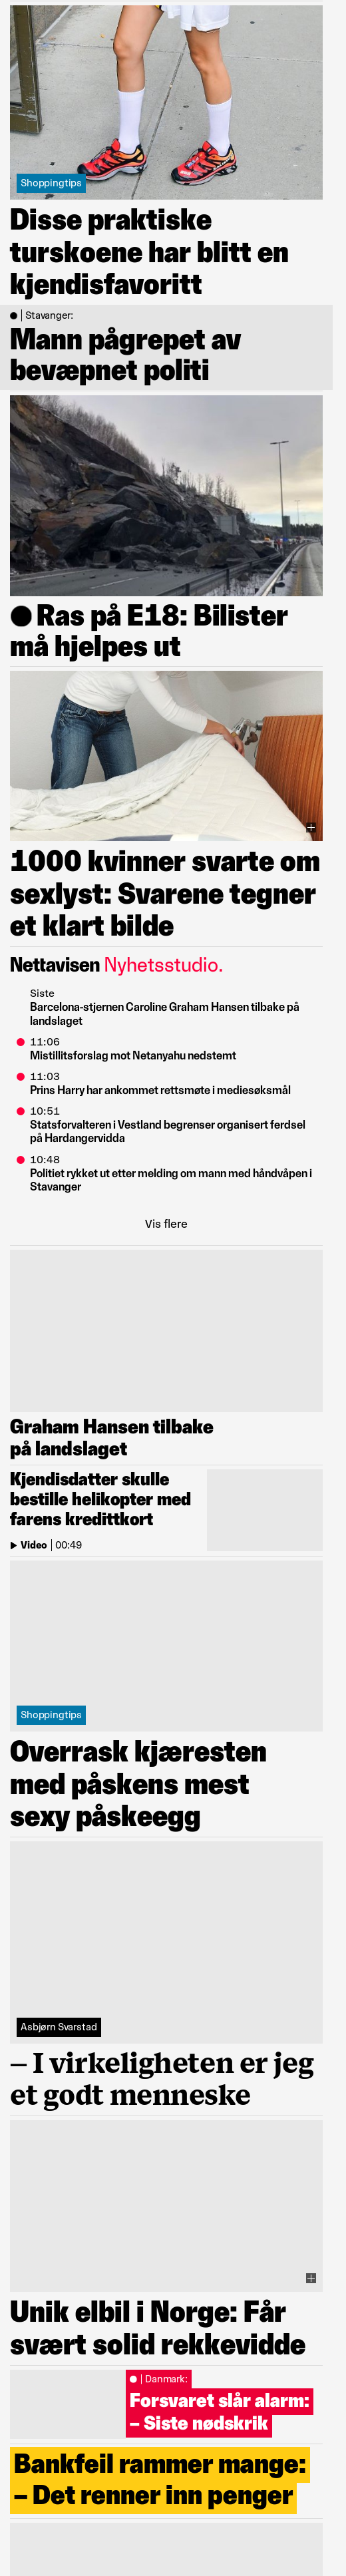 Shoppingtips
Disse praktiske
turskoene har blitt en
kjendisfavoritt
Stavanger:
Mann pågrepet av
bevæpnet politi
Ras på E18: Bilister
må hjelpes ut
1000 kvinner svarte om
sexlyst: Svarene tegner
et klart bilde
Nettavisen Nyhetsstudio.
Siste
Barcelona-stjernen Caroline Graham Hansen tilbake på
landslaget
11:06
Mistillitsforslag mot Netanyahu nedstemt
11:03
Prins Harry har ankommet rettsmøte i mediesøksmål
10:51
Statsforvalteren i Vestland begrenser organisert ferdsel
på Hardangervidda
10:48
Politiet rykket ut etter melding om mann med håndvåpen i
Stavanger
Vis flere
Graham Hansen tilbake
på landslaget
Kjendisdatter skulle
bestille helikopter med
farens kredittkort
Video | 00:49
Shoppingtips
Overrask kjæresten
med påskens mest
sexy påskeegg
Asbjørn Svarstad
– I virkeligheten er jeg
et godt menneske
Unik elbil i Norge: Får
svært solid rekkevidde
Danmark:
Forsvaret slår alarm:
– Siste nødskrik
Bankfeil rammer mange:
– Det renner inn penger